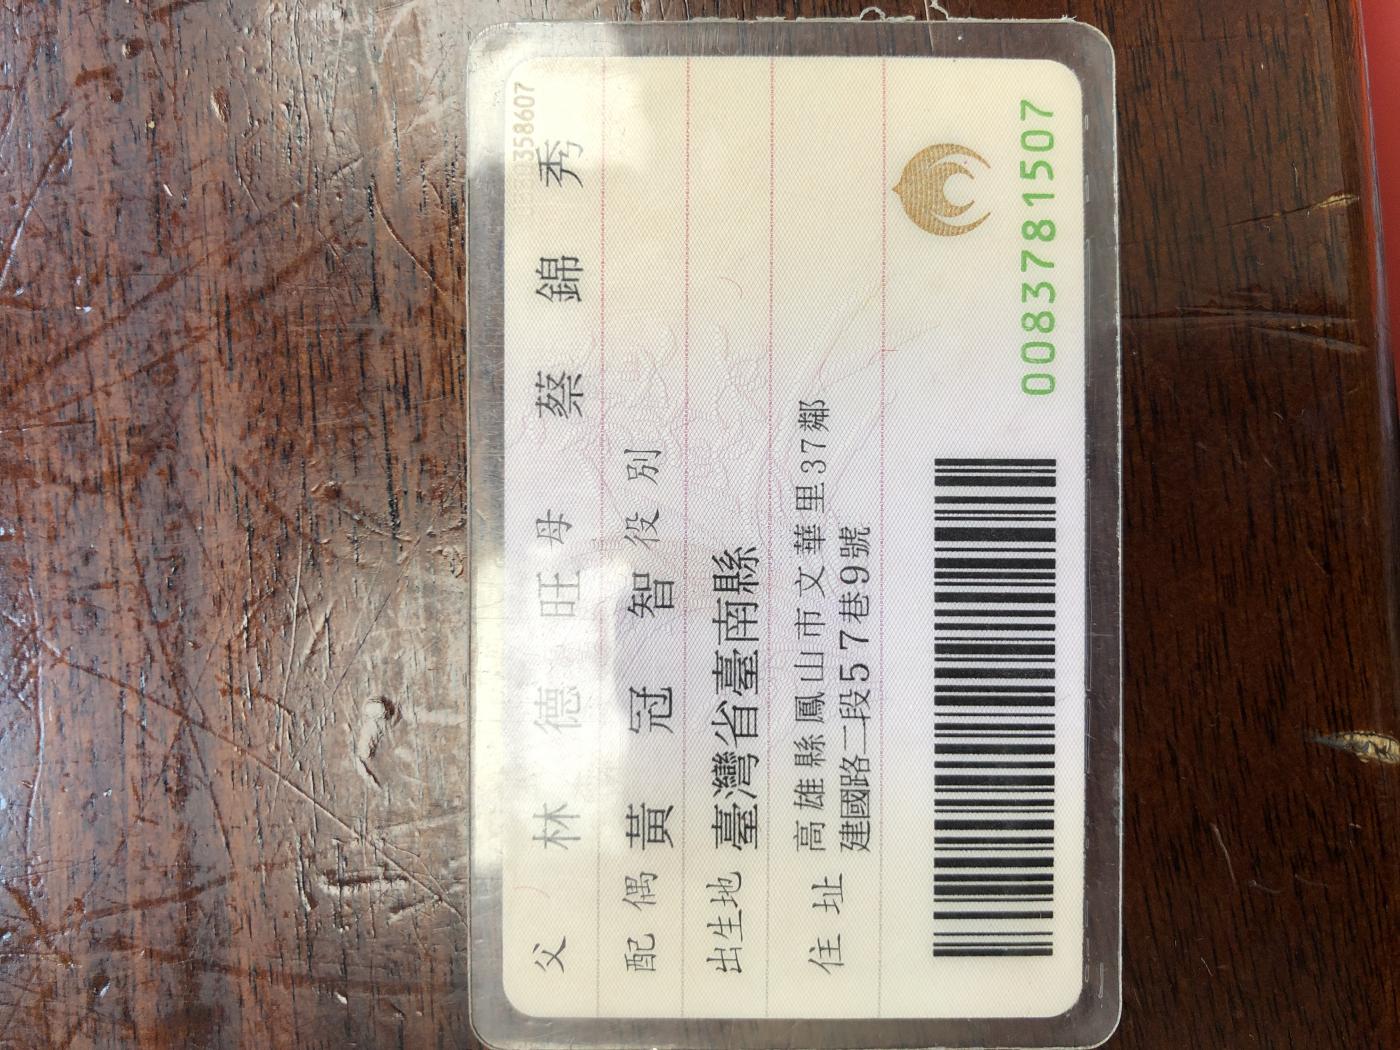 父 林德旺 母 蔡錦秀
配偶 黃冠智 役別
出生地 臺灣省臺南縣
住址 高雄縣鳳山市文華里37鄰
建國路二段57巷9號
0083781507